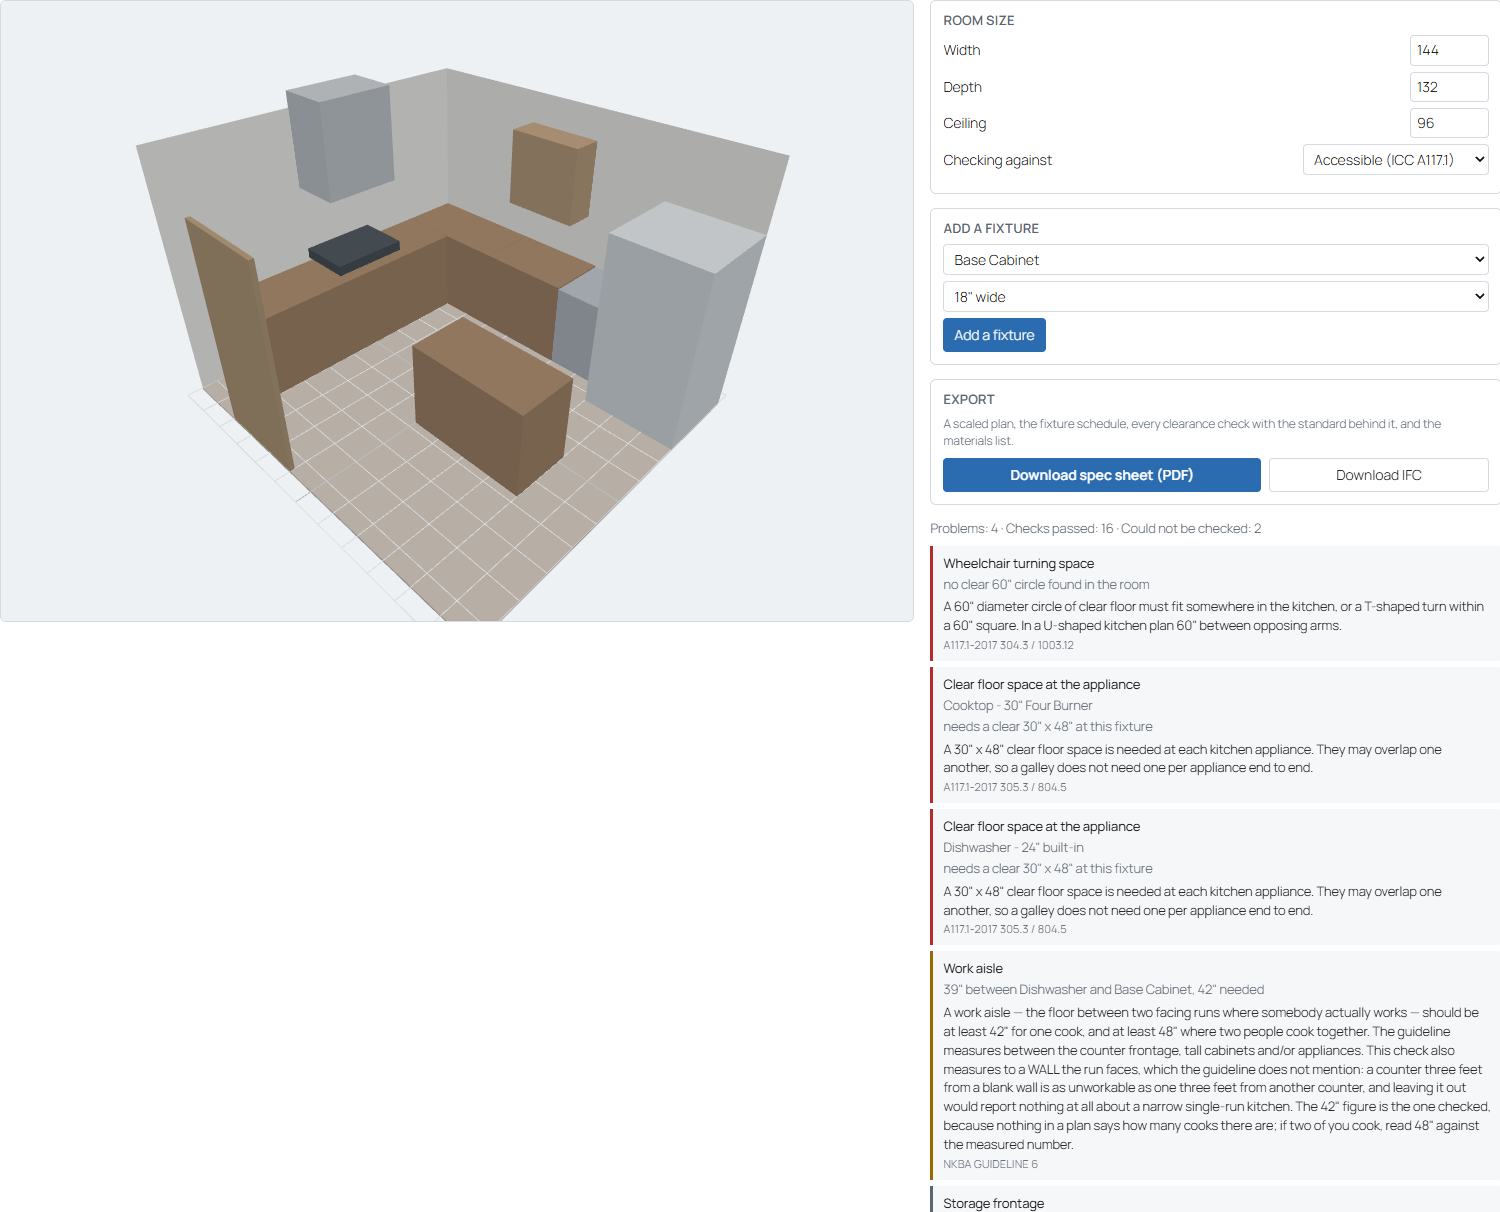 ROOM SIZE
Width
144
Depth
132
Ceiling
96
Checking against
Accessible (ICC A117.1)
ADD A FIXTURE
Base Cabinet
18" wide
Add a fixture
EXPORT
A scaled plan, the fixture schedule, every clearance check with the standard behind it, and the
materials list.
Download spec sheet (PDF)
Download IFC
Problems: 4 · Checks passed: 16 · Could not be checked: 2
Wheelchair turning space
no clear 60" circle found in the room
A 60" diameter circle of clear floor must fit somewhere in the kitchen, or a T-shaped turn within
a 60" square. In a U-shaped kitchen plan 60" between opposing arms.
A117.1-2017 304.3 / 1003.12
Clear floor space at the appliance
Cooktop - 30" Four Burner
needs a clear 30" x 48" at this fixture
A 30" x 48" clear floor space is needed at each kitchen appliance. They may overlap one
another, so a galley does not need one per appliance end to end.
A117.1-2017 305.3 / 804.5
Clear floor space at the appliance
Dishwasher - 24" built-in
needs a clear 30" x 48" at this fixture
A 30" x 48" clear floor space is needed at each kitchen appliance. They may overlap one
another, so a galley does not need one per appliance end to end.
A117.1-2017 305.3 / 804.5
Work aisle
39" between Dishwasher and Base Cabinet, 42" needed
A work aisle — the floor between two facing runs where somebody actually works — should be
at least 42" for one cook, and at least 48" where two people cook together. The guideline
measures between the counter frontage, tall cabinets and/or appliances. This check also
measures to a WALL the run faces, which the guideline does not mention: a counter three feet
from a blank wall is as unworkable as one three feet from another counter, and leaving it out
would report nothing at all about a narrow single-run kitchen. The 42" figure is the one checked,
because nothing in a plan says how many cooks there are; if two of you cook, read 48" against
the measured number.
NKBA GUIDELINE 6
Storage frontage